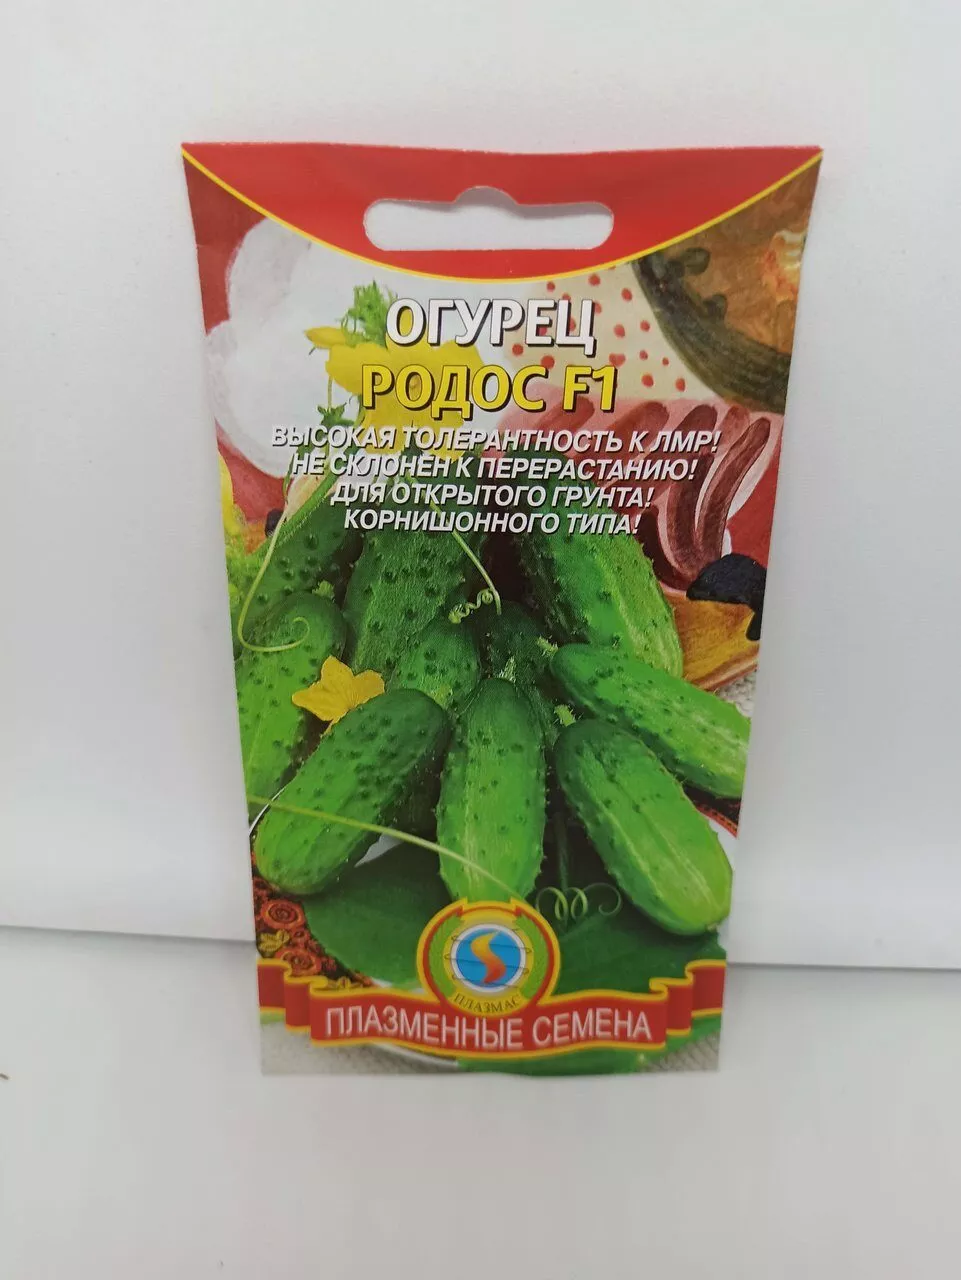 ОГУРЕЦ
РОДОС F1
ВЫСОКАЯ ТОЛЕРАНТНОСТЬ К ЛМР!
НЕ СКЛОНЕН К ПЕРЕРАСТАНИЮ!
ДЛЯ ОТКРЫТОГО ГРУНТА!
КОРНИШОННОГО ТИПА!
ПЛАЗМАС
ПЛАЗМЕННЫЕ СЕМЕНА